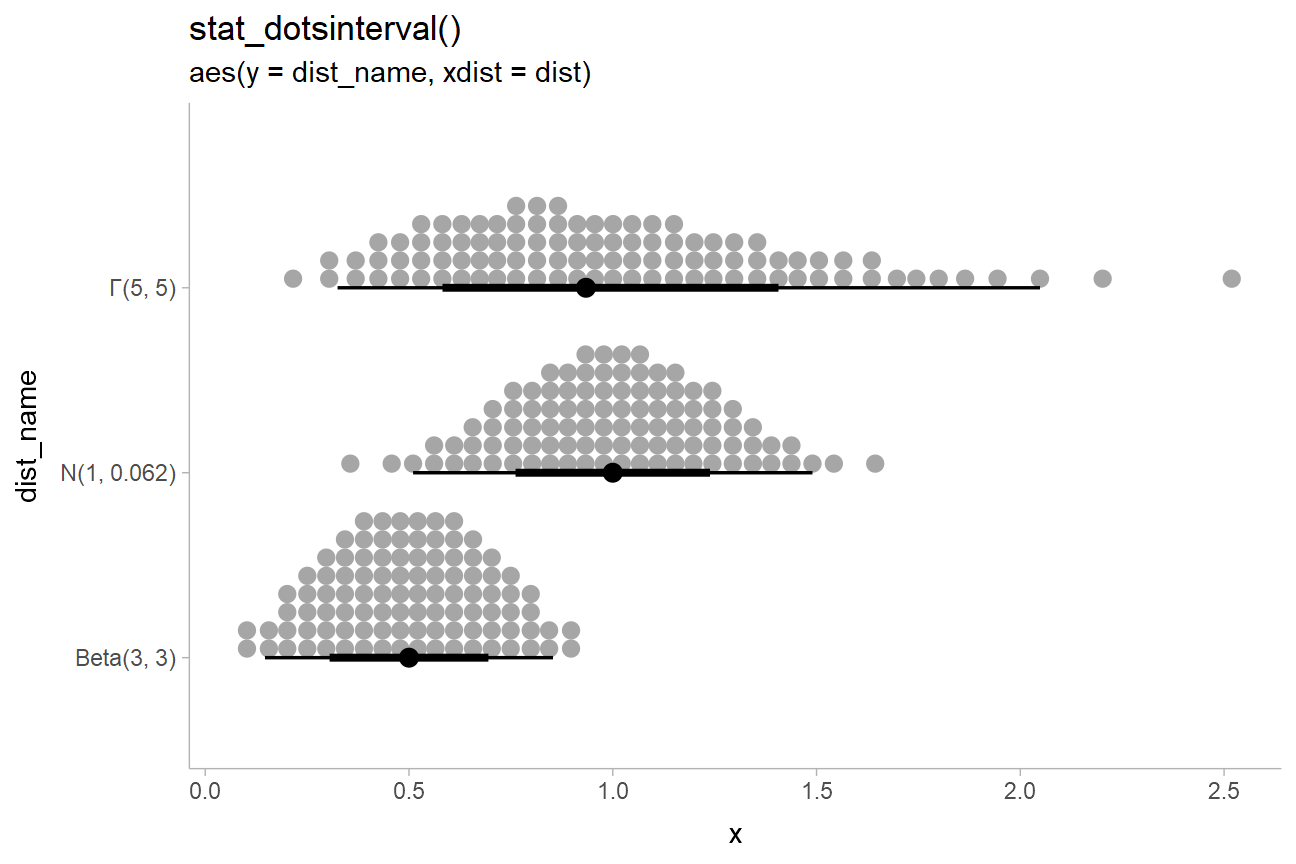 stat_dotsinterval()
aes(y = dist_name, xdist = dist)
dist_name
Γ(5, 5)
N(1, 0.062)
Beta(3, 3)
0.0 0.5 1.0 1.5 2.0 2.5
x